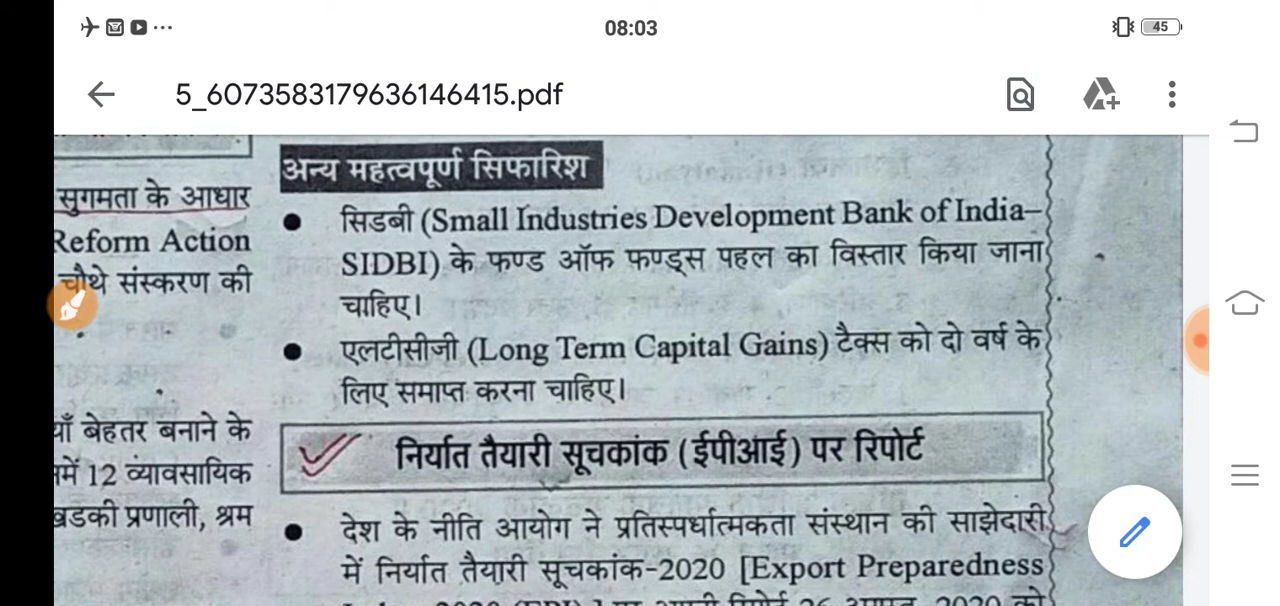 08:03
45
5_6073583179636146415.pdf
सुगमता के आधार
Reform Action
चौथे संस्करण की
याँ बेहतर बनाने के
में 12 व्यावसायिक
खडकी प्रणाली, श्रम
अन्य महत्वपूर्ण सिफारिश
● सिडबी (Small Industries Development Bank of India–
SIDBI) के फण्ड ऑफ फण्ड्स पहल का विस्तार किया जाना
चाहिए।
● एलटीसीजी (Long Term Capital Gains) टैक्स को दो वर्ष के
लिए समाप्त करना चाहिए।
निर्यात तैयारी सूचकांक (ईपीआई) पर रिपोर्ट
● देश के नीति आयोग ने प्रतिस्पर्धात्मकता संस्थान की साझेदारी
में निर्यात तैयारी सूचकांक-2020 [Export Preparedness